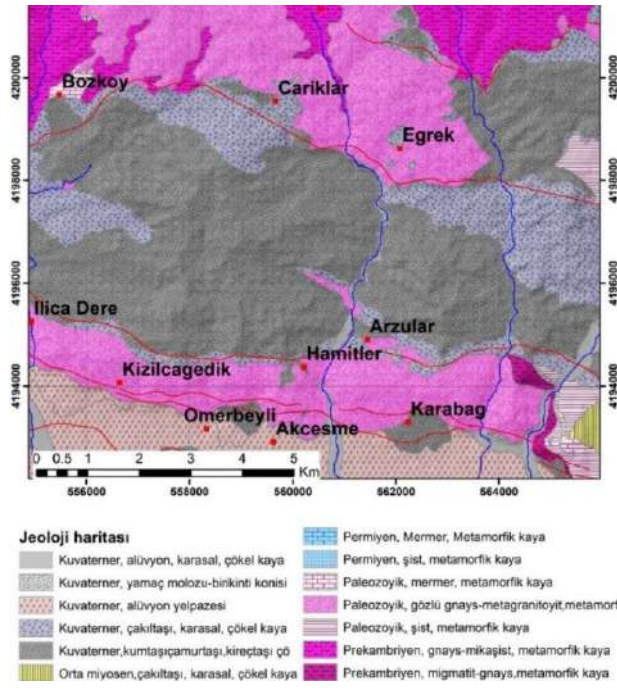 4200000
4198000
4196000
4194000
Bozkoy
Cariklar
Egrek
Ilica Dere
Arzular
Hamitler
Kizilcagedik
Omerbeyli
Akcesme
Karabag
4200000
4198000
4196000
4194000
0 0.5 1 2 3 4 5
Km
556000 558000 560000 562000 564000
Jeoloji haritası
Kuvaterner, alüvyon, karasal, çökel kaya
Kuvaterner, yamaç molozu-birikinti konisi
Kuvaterner, alüvyon yelpazesi
Kuvaterner, çakıltaşı, karasal, çökel kaya
Kuvaterner,kumtaşıçamurtaşı,kireçtaşı çö
Orta miyosen,çakıltaşı, karasal, çökel kaya
Permiyen, Mermer, Metamorfik kaya
Permiyen, şist, metamorfik kaya
Paleozoyik, mermer, metamorfik kaya
Paleozoyik, gözlü gnays-metagranitoyit,metamorf
Paleozoyik, şist, metamorfik kaya
Prekambriyen, gnays-mikaşist, metamorfik kaya
Prekambriyen, migmatit-gnays,metamorfik kaya